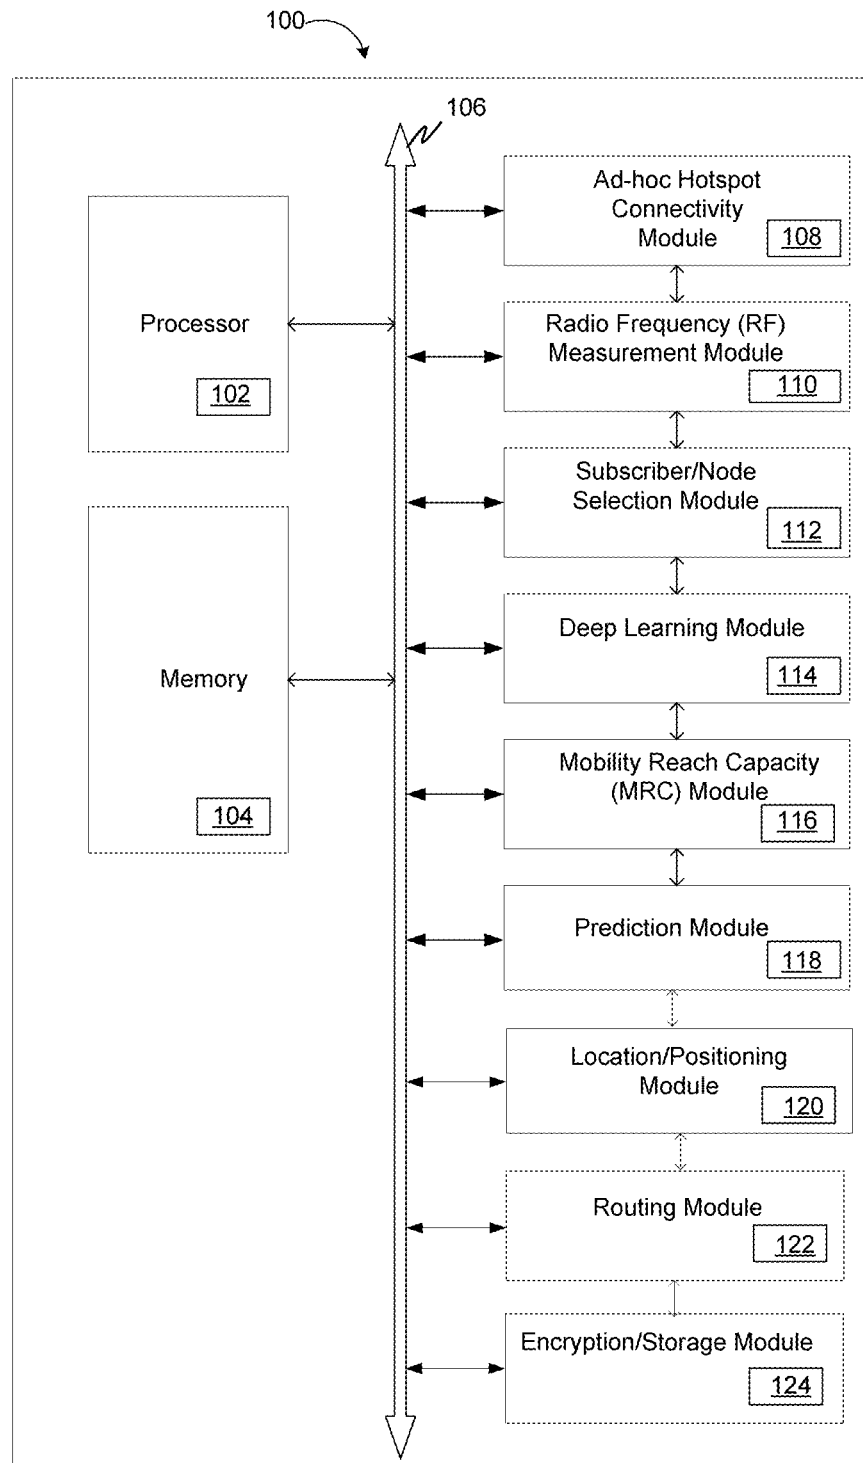 100
106
Ad-hoc Hotspot
Connectivity
Module
108
Processor
102
Radio Frequency (RF)
Measurement Module
110
Subscriber/Node
Selection Module
112
Memory
104
Deep Learning Module
114
Mobility Reach Capacity
(MRC) Module
116
Prediction Module
118
Location/Positioning
Module
120
Routing Module
122
Encryption/Storage Module
124